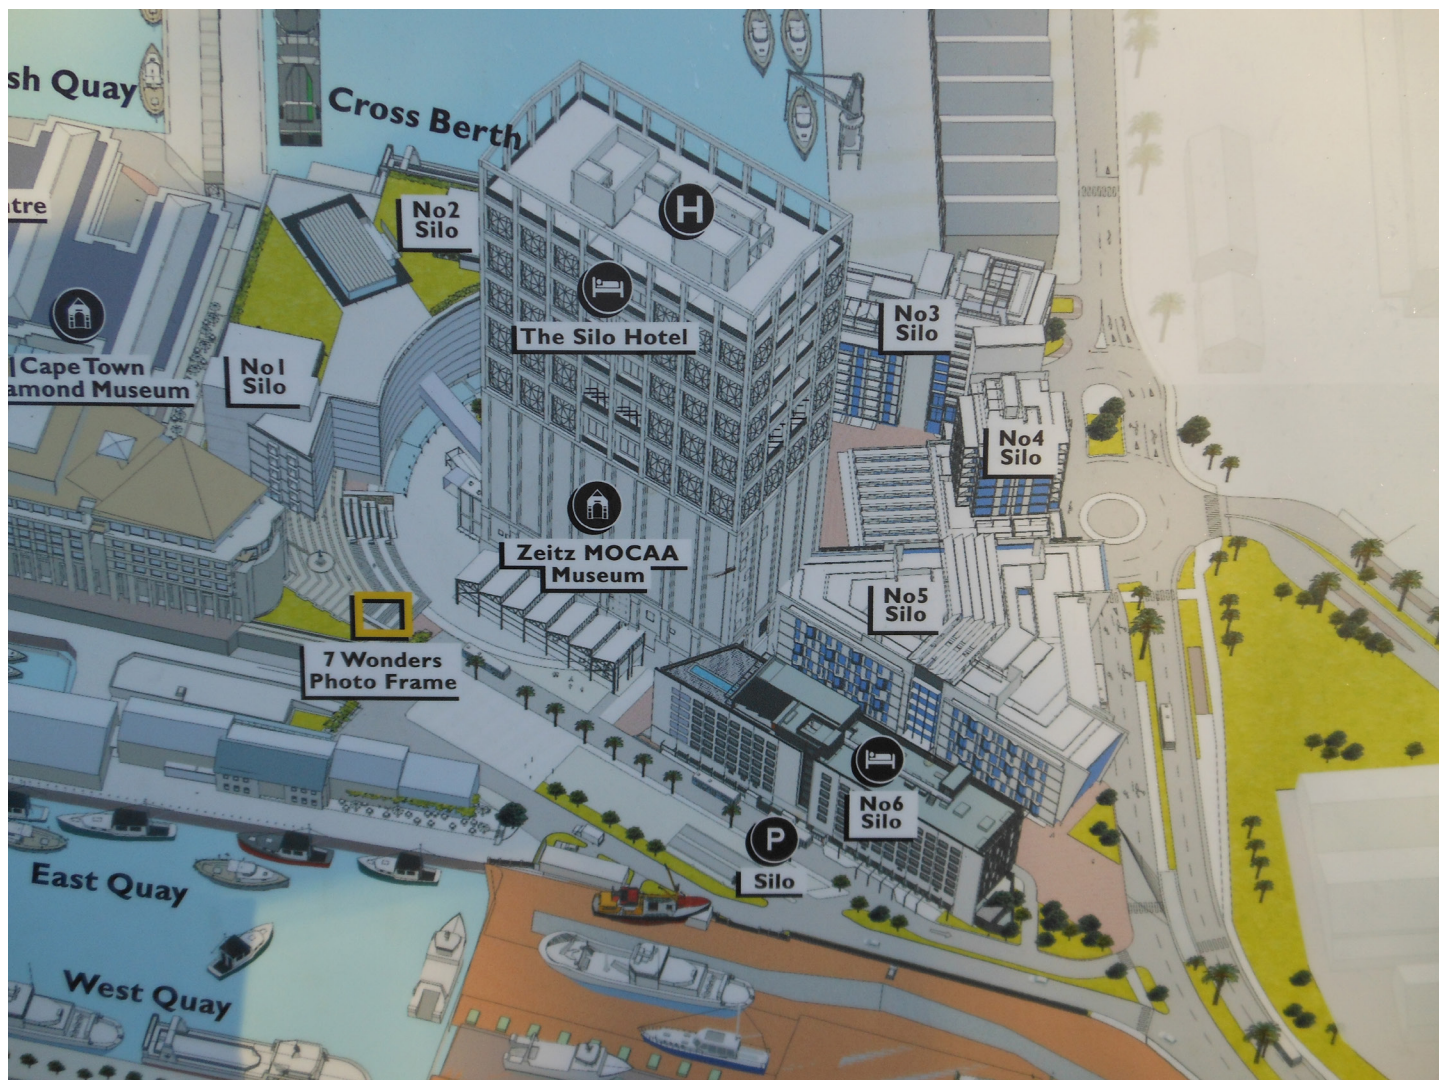 sh Quay
Cross Berth
ntre
No2
Silo
H
The Silo Hotel
No3
Silo
Cape Town
amond Museum
No1
Silo
No4
Silo
Zeitz MOCAA
Museum
No5
Silo
7 Wonders
Photo Frame
No6
Silo
P
Silo
East Quay
West Quay